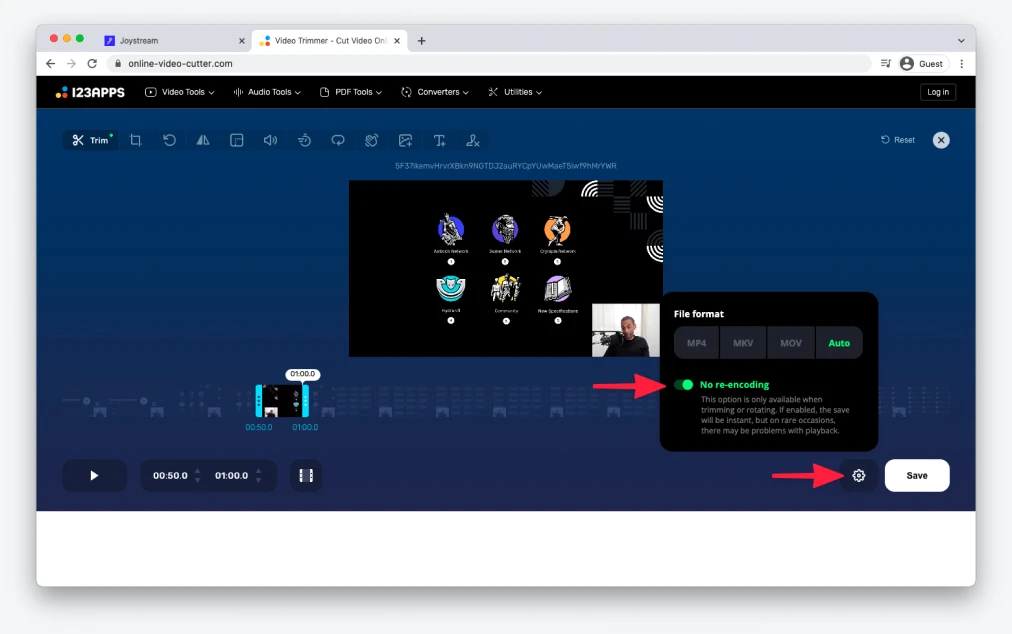 Joystream
Video Trimmer - Cut Video Onl
online-video-cutter.com
Guest
123APPS
Video Tools
Audio Tools
PDF Tools
Converters
Utilities
Log in
Trim
Reset
Antioch Network
Sumer Network
Olympia Network
Hydra v3
Community
New Specifications
File format
MP4
MKV
MOV
Auto
No re-encoding
This option is only available when
trimming or rotating. If enabled, the save
will be instant, but on rare occasions,
there may be problems with playback.
01:00.0
00:50.0
01:00.0
00:50.0
01:00.0
Save